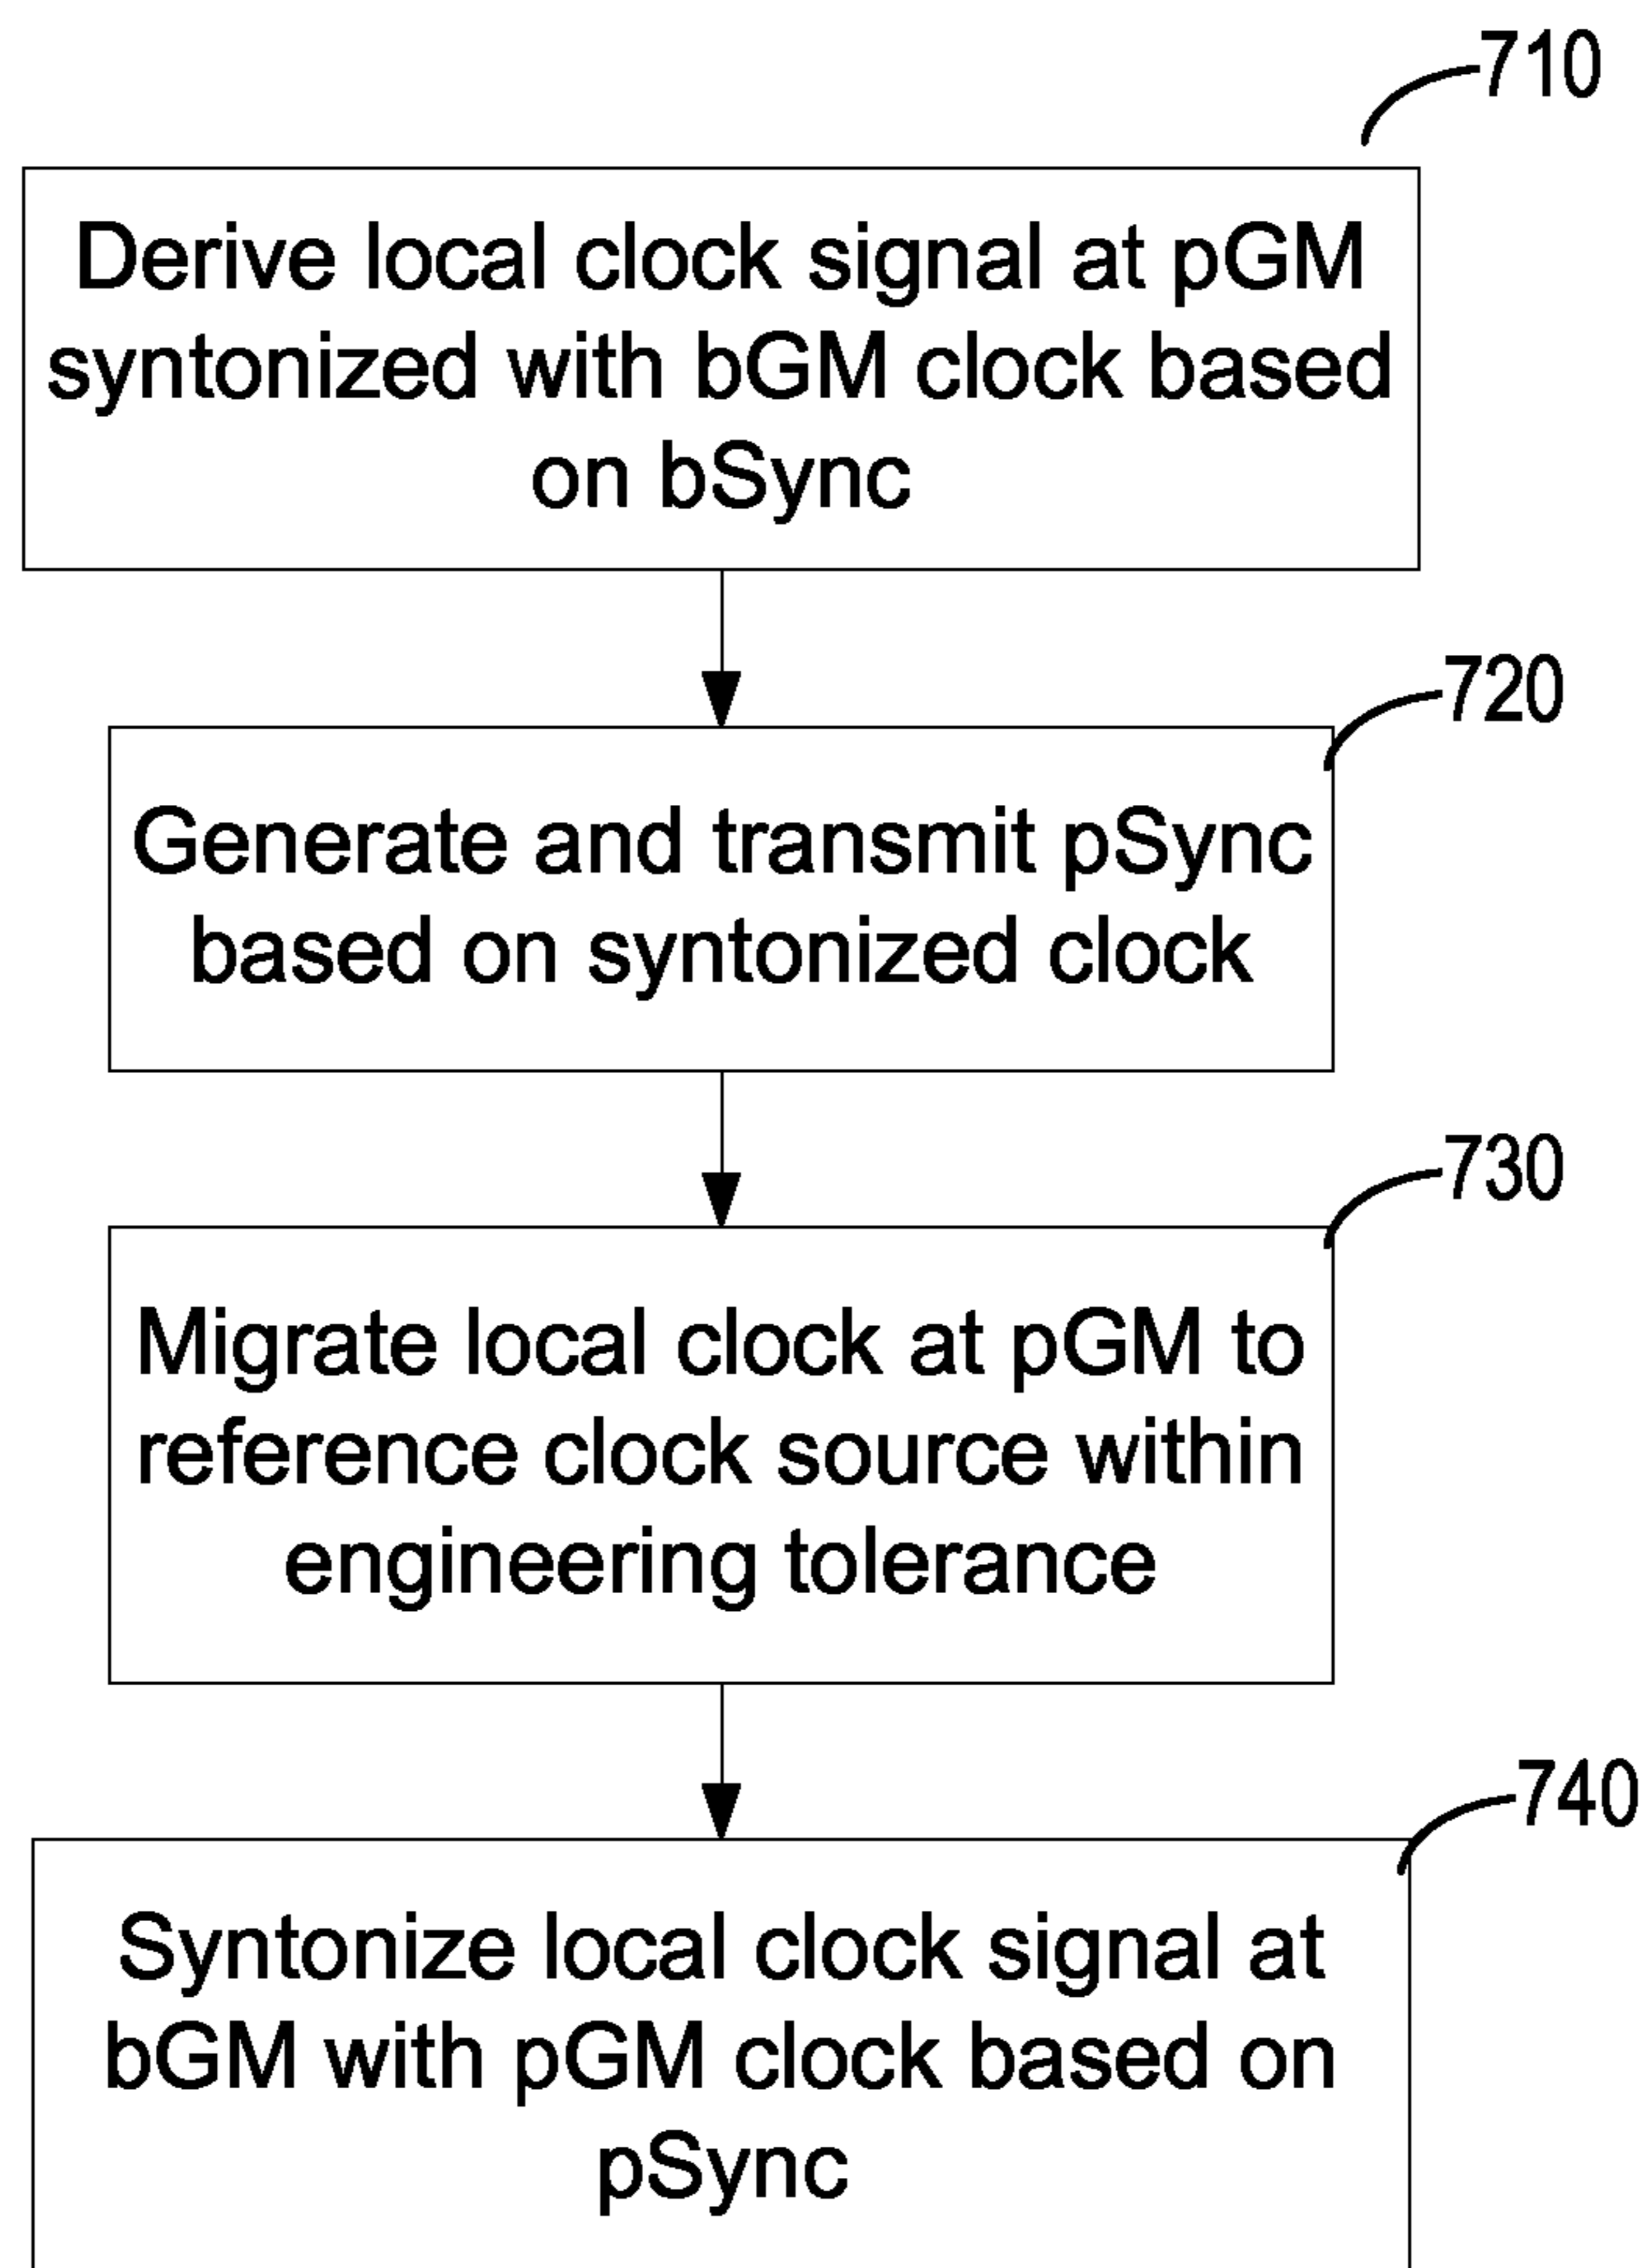 710
Derive local clock signal at pGM
syntonized with bGM clock based
on bSync
720
Generate and transmit pSync
based on syntonized clock
730
Migrate local clock at pGM to
reference clock source within
engineering tolerance
740
Syntonize local clock signal at
bGM with pGM clock based on
pSync